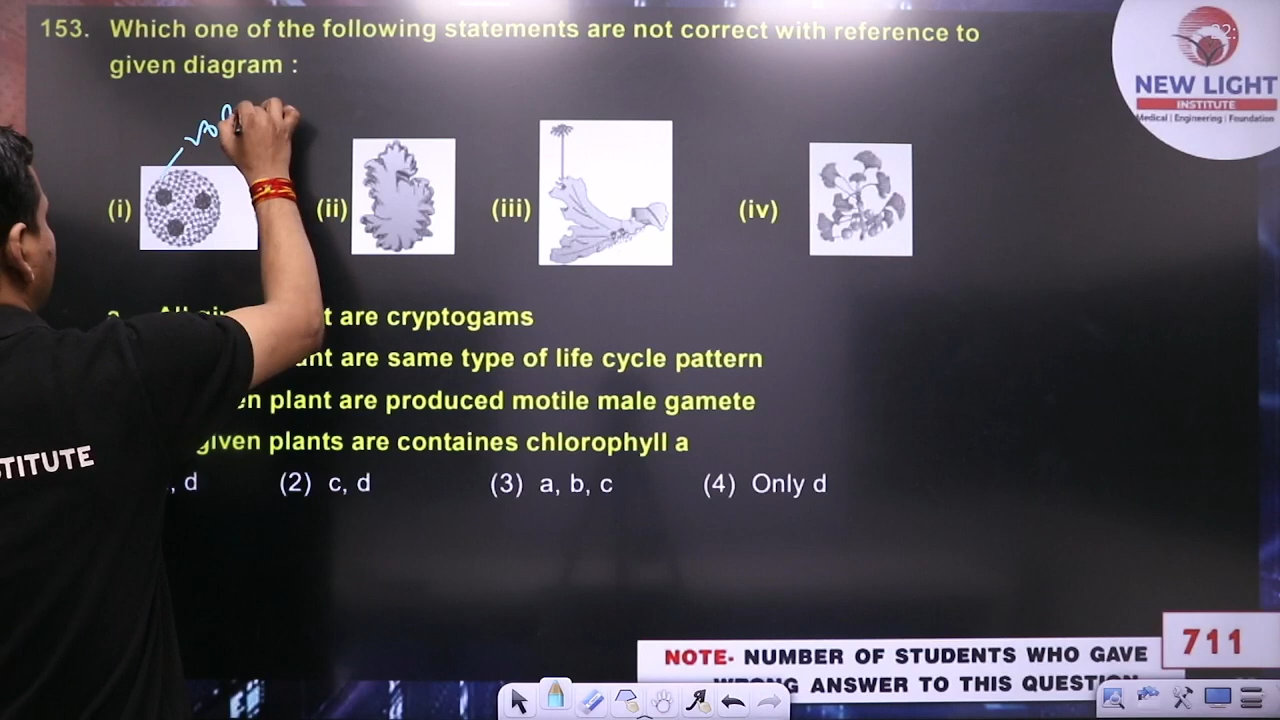 153. Which one of the following statements are not correct with reference to
given diagram :
NEW LIGHT
INSTITUTE
Medical | Engineering | Foundation
(i) (ii) (iii) (iv)
are cryptogams
are same type of life cycle pattern
plant are produced motile male gamete
given plants are containes chlorophyll a
, d (2) c, d (3) a, b, c (4) Only d
TITUTE
NOTE- NUMBER OF STUDENTS WHO GAVE
WRONG ANSWER TO THIS QUESTION
711